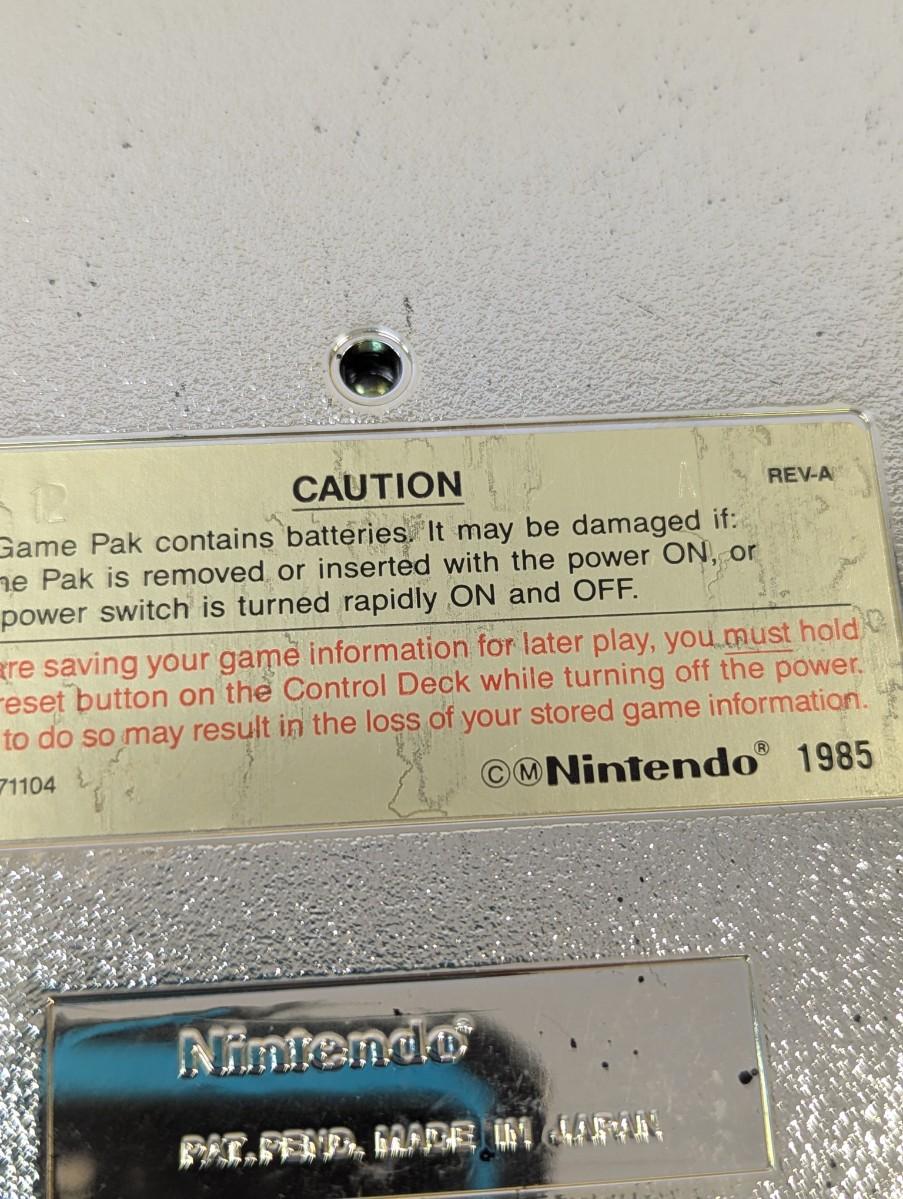 12
CAUTION
REV-A
Game Pak contains batteries. It may be damaged if:
Pak is removed or inserted with the power ON, or
power switch is turned rapidly ON and OFF.
are saving your game information for later play, you must hold
reset button on the Control Deck while turning off the power.
to do so may result in the loss of your stored game information.
71104
©ⓂNintendo® 1985
Nintendo®
PAT.PEND. MADE IN JAPAN